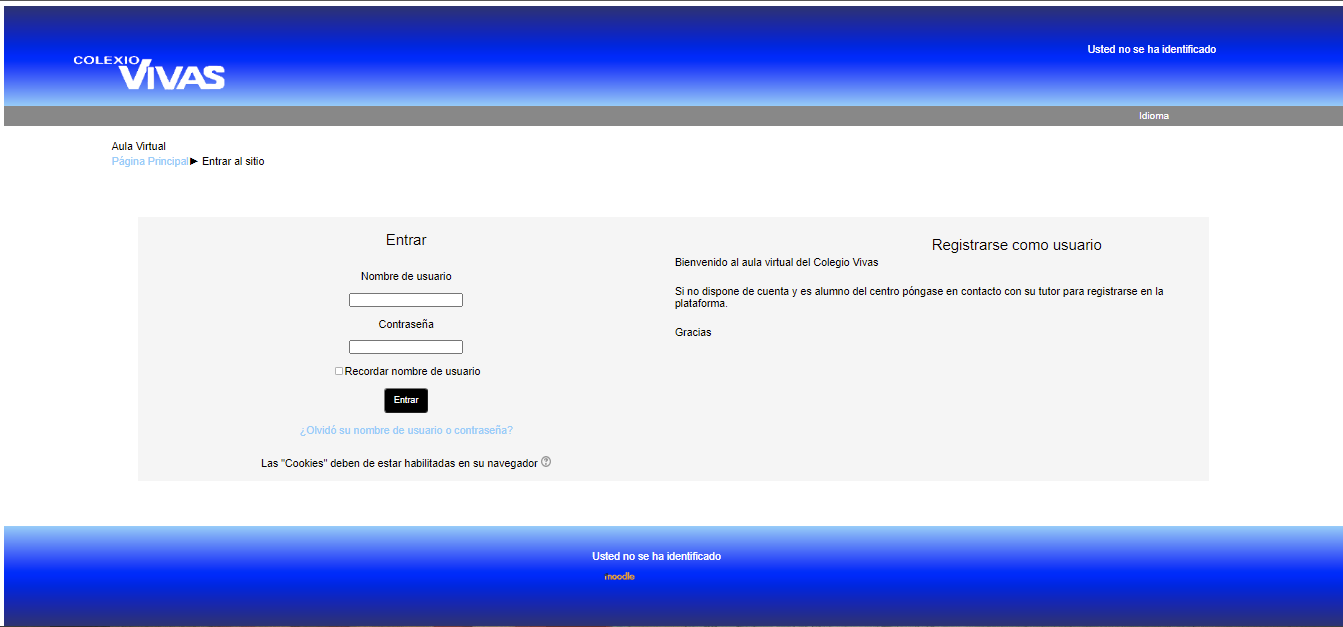 COLEXIO
VIVAS
Usted no se ha identificado
Idioma
Aula Virtual
Página Principal ► Entrar al sitio
Entrar
Nombre de usuario
Contraseña
Recordar nombre de usuario
Entrar
¿Olvidó su nombre de usuario o contraseña?
Las "Cookies" deben de estar habilitadas en su navegador
Registrarse como usuario
Bienvenido al aula virtual del Colegio Vivas
Si no dispone de cuenta y es alumno del centro póngase en contacto con su tutor para registrarse en la
plataforma.
Gracias
Usted no se ha identificado
moodle